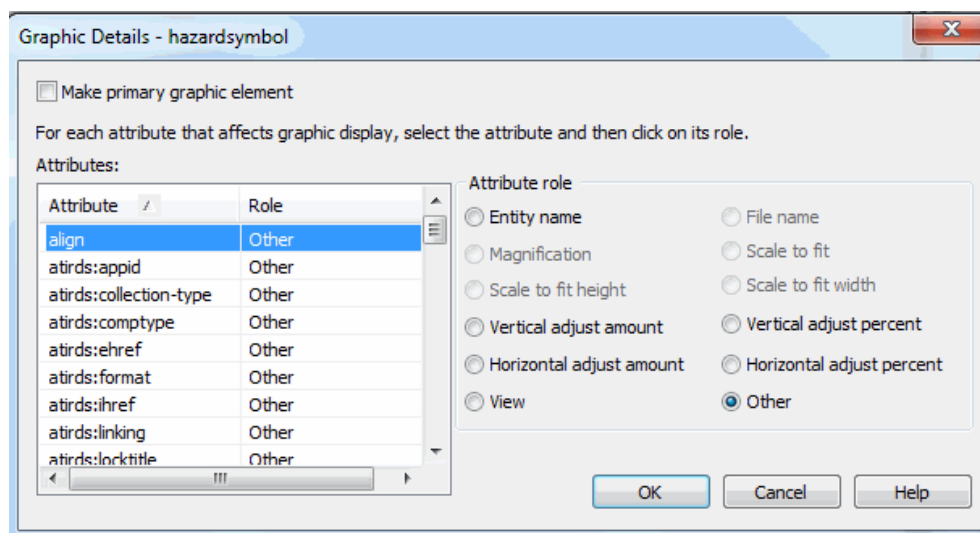 Graphic Details - hazardsymbol
Make primary graphic element
For each attribute that affects graphic display, select the attribute and then click on its role.
Attributes:
Attribute Role
align Other
atirds:appid Other
atirds:collection-type Other
atirds:comptype Other
atirds:ehref Other
atirds:format Other
atirds:ihref Other
atirds:linking Other
atirds:locktitle Other
Attribute role
Entity name File name
Magnification Scale to fit
Scale to fit height Scale to fit width
Vertical adjust amount Vertical adjust percent
Horizontal adjust amount Horizontal adjust percent
View Other
OK Cancel Help